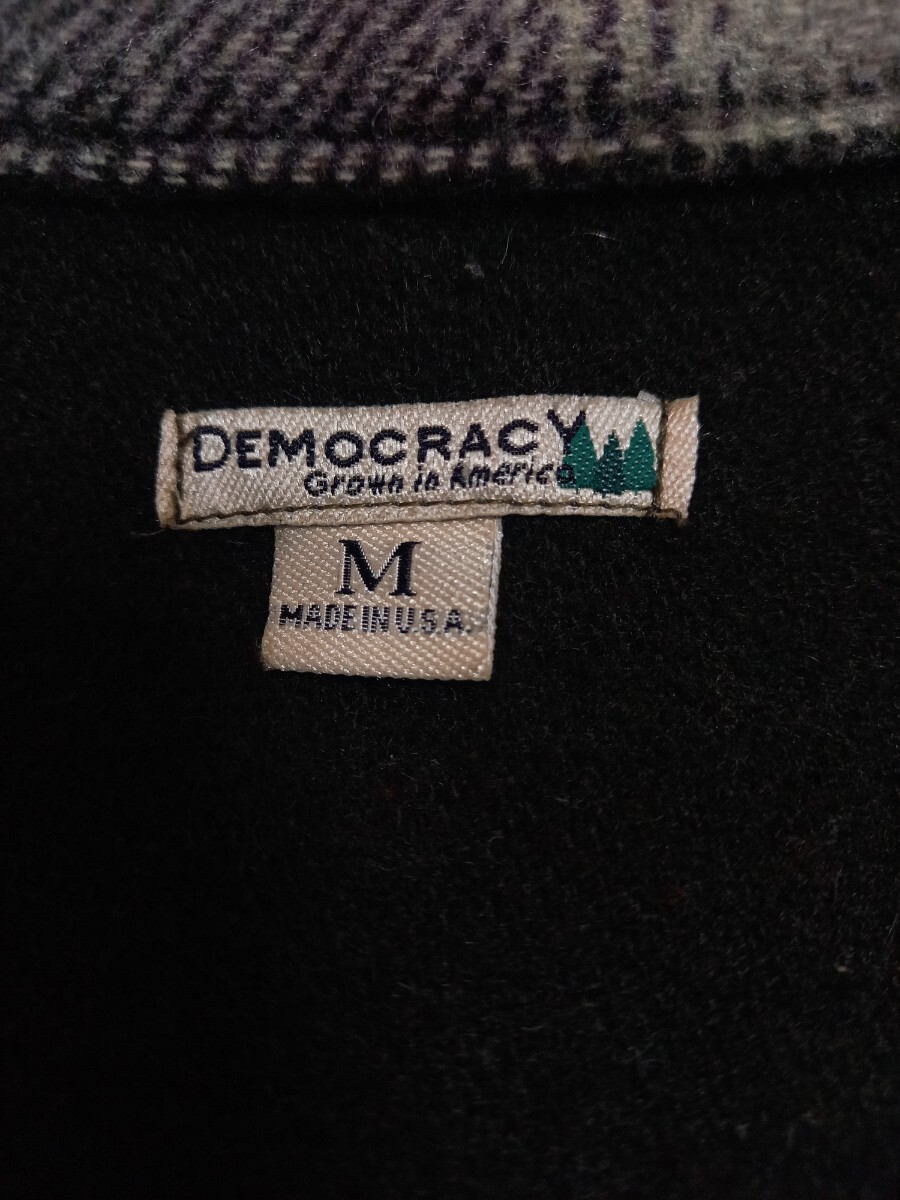 DEMOCRACY
Grown in America
M
MADE IN U.S.A.